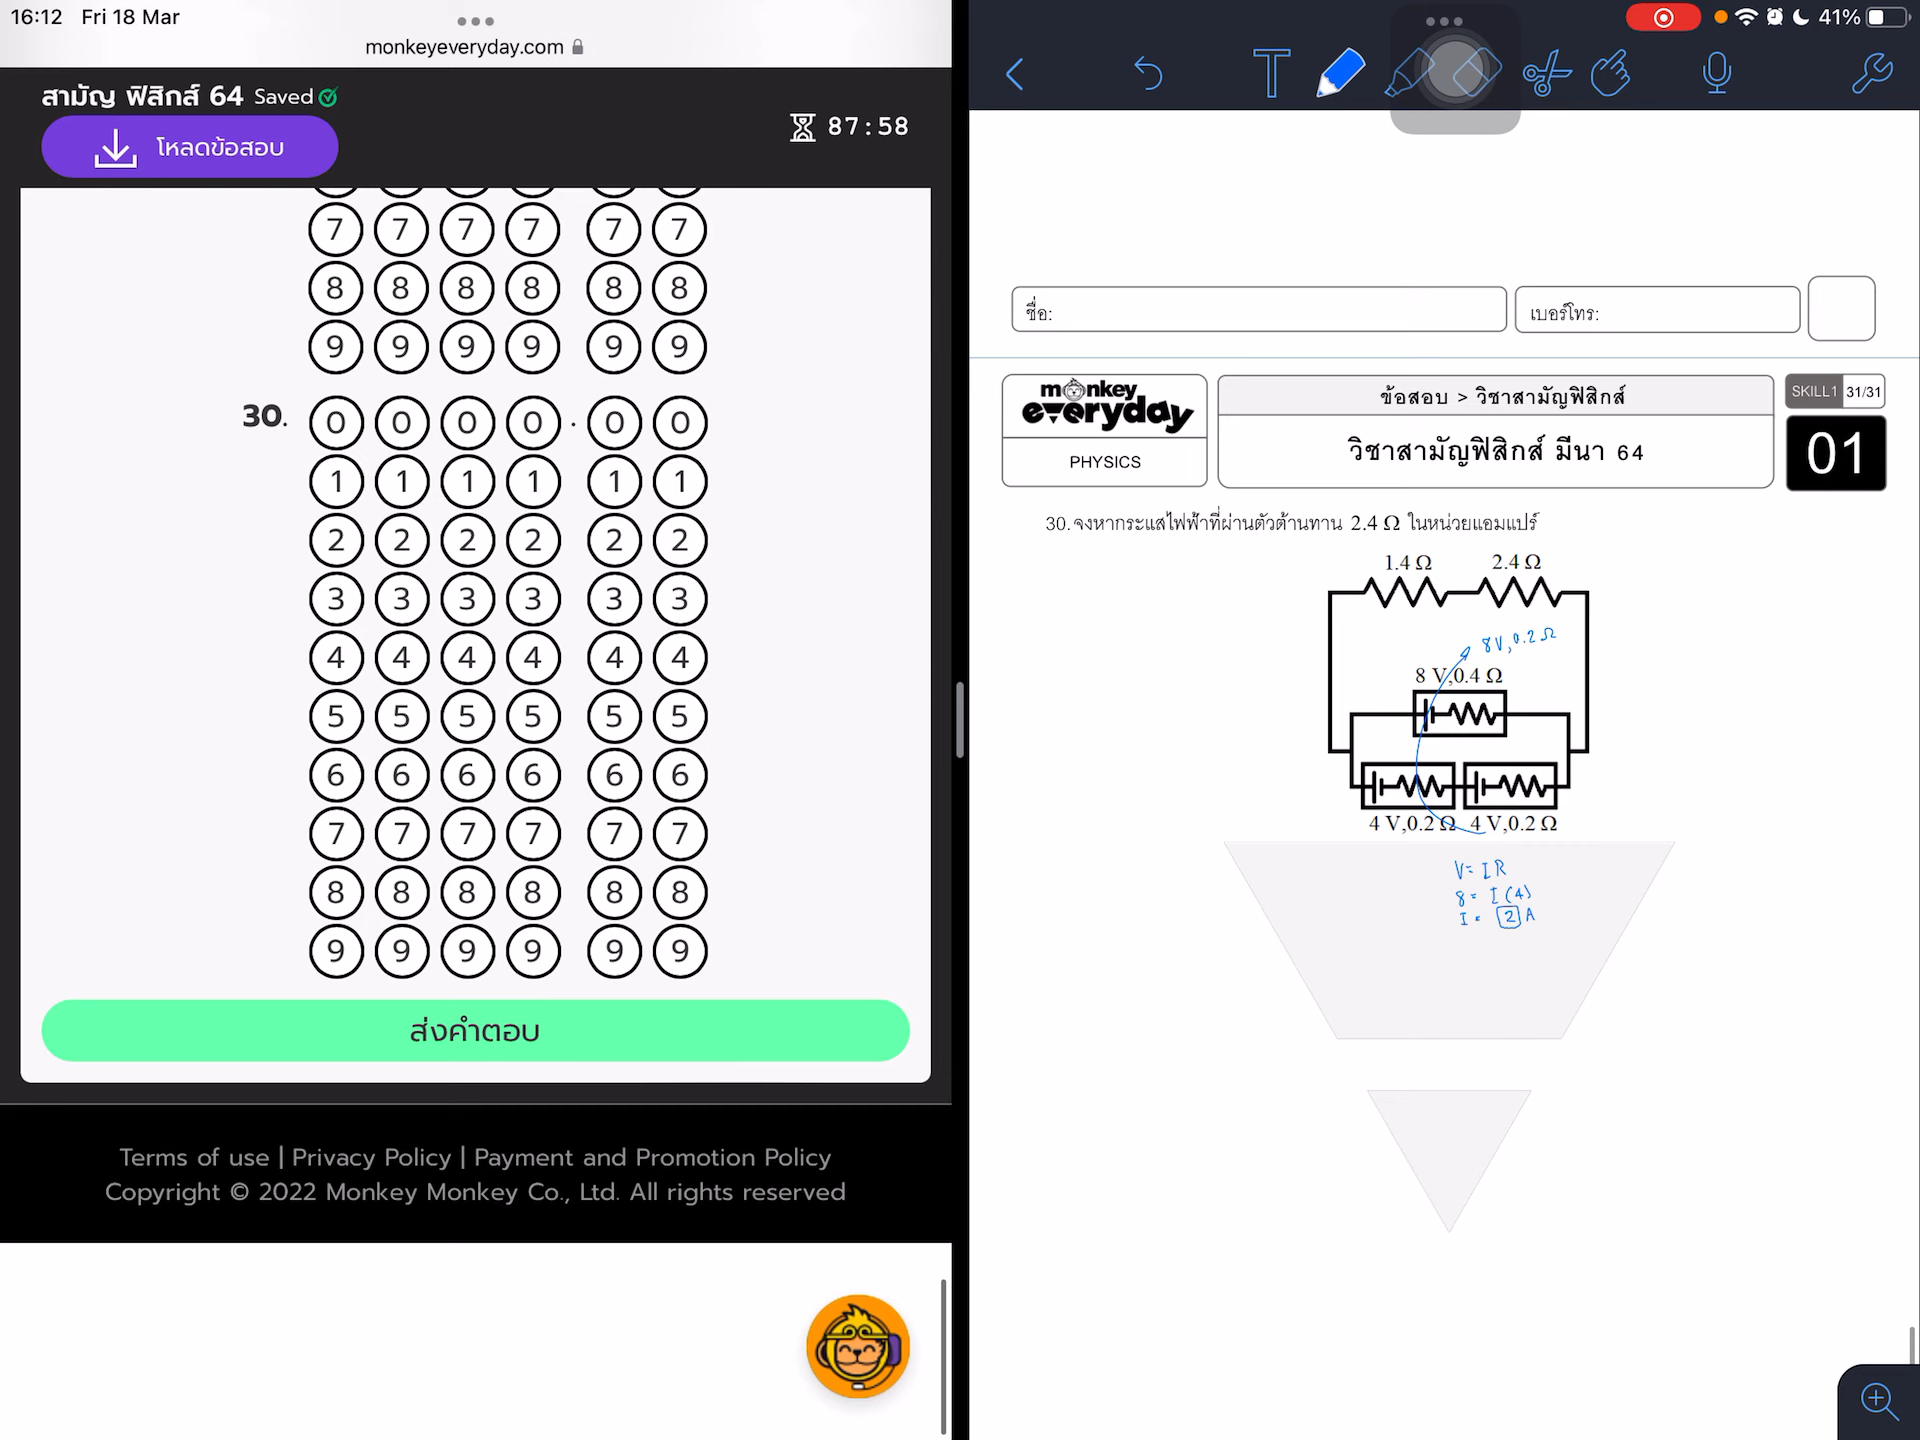 16:12 Fri 18 Mar
monkeyeveryday.com
สามัญ ฟิสิกส์ 64 Saved
โหลดข้อสอบ
87:58
7 7 7 7 7 7
8 8 8 8 8 8
9 9 9 9 9 9
30. 0 0 0 0 . 0 0
1 1 1 1 1 1
2 2 2 2 2 2
3 3 3 3 3 3
4 4 4 4 4 4
5 5 5 5 5 5
6 6 6 6 6 6
7 7 7 7 7 7
8 8 8 8 8 8
9 9 9 9 9 9
ส่งคำตอบ
Terms of use | Privacy Policy | Payment and Promotion Policy
Copyright © 2022 Monkey Monkey Co., Ltd. All rights reserved
41%
T
ชื่อ:
เบอร์โทร:
monkey
everyday
PHYSICS
ข้อสอบ > วิชาสามัญฟิสิกส์
วิชาสามัญฟิสิกส์ มีนา 64
SKILL1 31/31
01
30. จงหากระแสไฟฟ้าที่ผ่านตัวต้านทาน 2.4 Ω ในหน่วยแอมแปร์
1.4 Ω 2.4 Ω
8V, 0.2 Ω
8 V,0.4 Ω
4 V,0.2 Ω 4 V,0.2 Ω
V = I R
8 = I (4)
I = 2 A